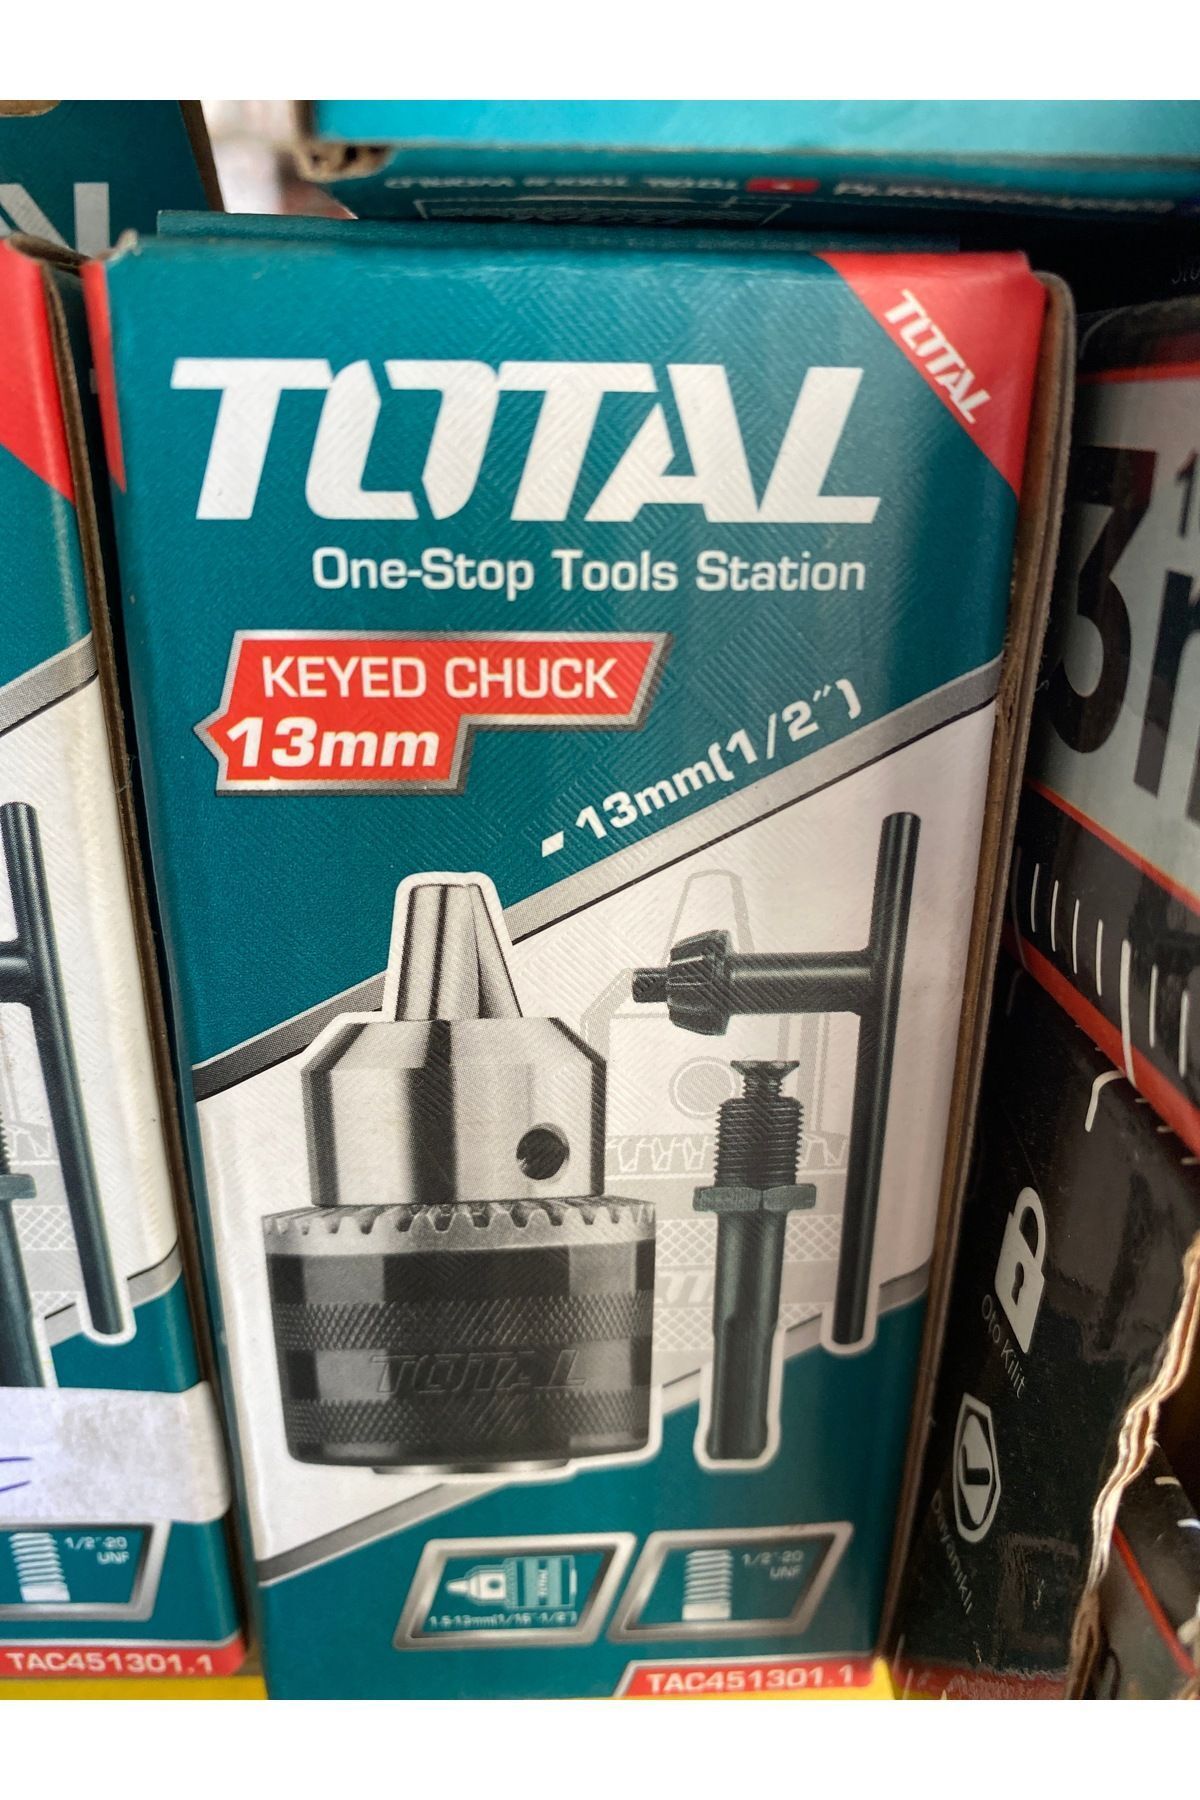 TOTAL
TOTAL
One-Stop Tools Station
KEYED CHUCK
13mm
- 13mm(1/2")
TOTAL
1.5-13mm(1/16"-1/2")
1/2"-20
UNF
TAC451301.1
1/2"-20
UNF
TAC451301.1
Oto Kilit